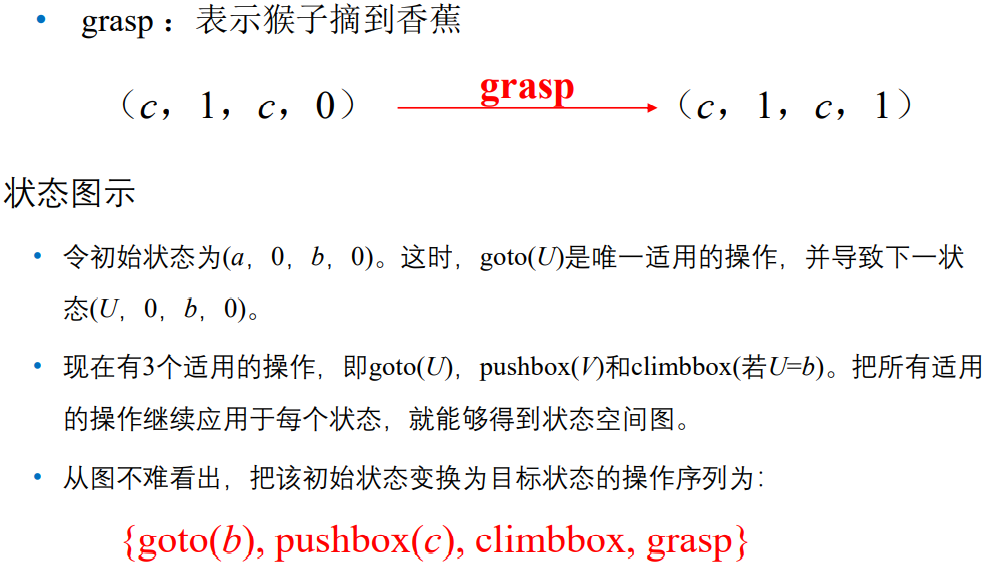 • grasp ：表示猴子摘到香蕉
grasp
（c，1，c，0） （c，1，c，1）
状态图示
• 令初始状态为(a，0，b，0)。这时，goto(U)是唯一适用的操作，并导致下一状
态(U，0，b，0)。
• 现在有3个适用的操作，即goto(U)，pushbox(V)和climbbox(若U=b)。把所有适用
的操作继续应用于每个状态，就能够得到状态空间图。
• 从图不难看出，把该初始状态变换为目标状态的操作序列为：
{goto(b), pushbox(c), climbbox, grasp}